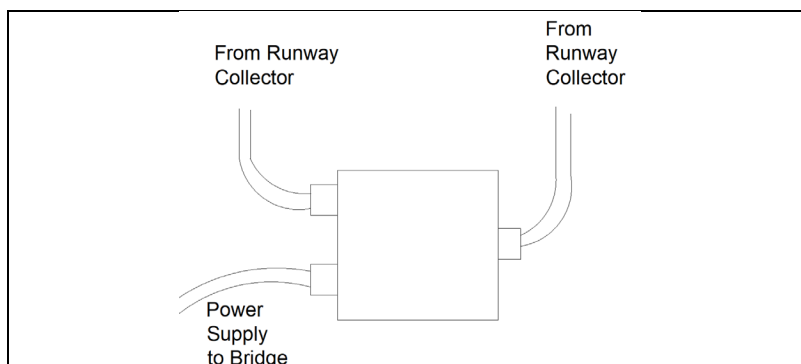 From Runway
Collector
From
Runway
Collector
Power
Supply
to Bridge